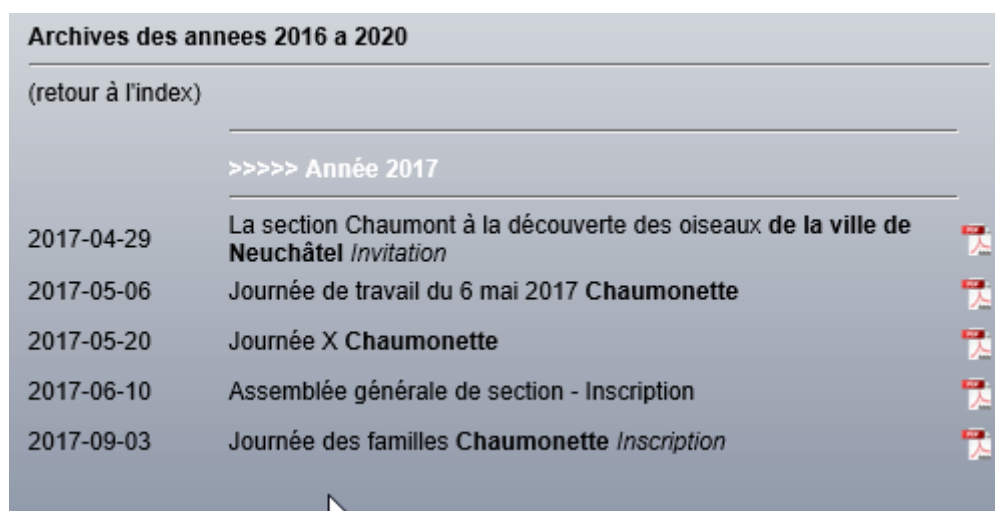 Archives des annees 2016 a 2020
(retour à l'index)
>>>>> Année 2017
2017-04-29 La section Chaumont à la découverte des oiseaux de la ville de
Neuchâtel Invitation
2017-05-06 Journée de travail du 6 mai 2017 Chaumonette
2017-05-20 Journée X Chaumonette
2017-06-10 Assemblée générale de section - Inscription
2017-09-03 Journée des familles Chaumonette Inscription